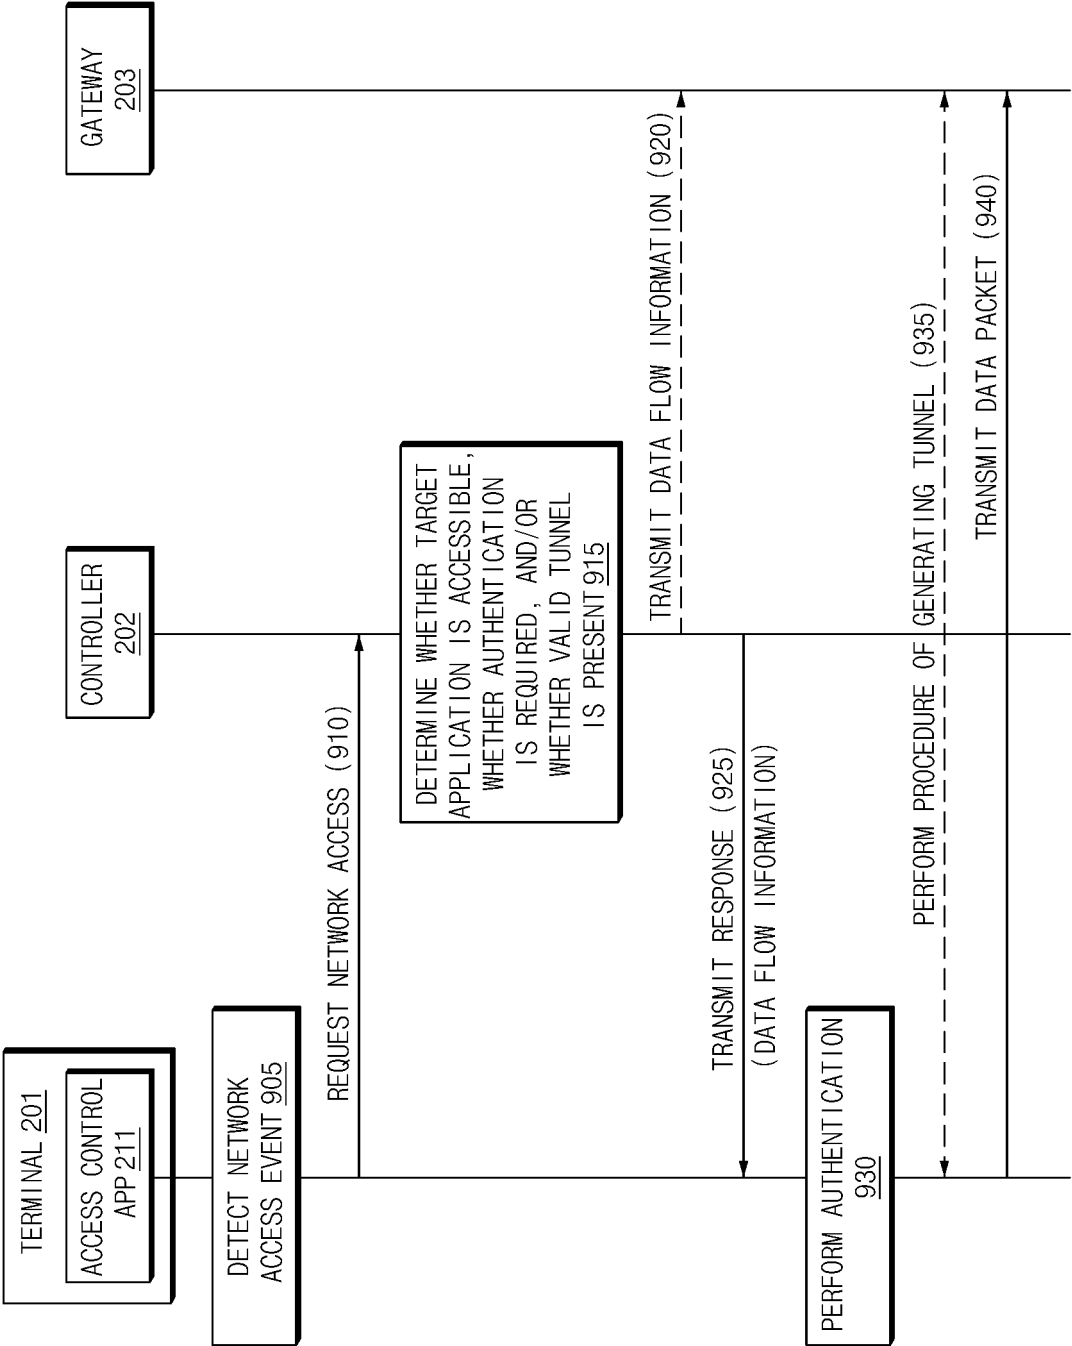 TERMINAL 201
ACCESS CONTROL
APP 211
CONTROLLER
202
GATEWAY
203
DETECT NETWORK
ACCESS EVENT 905
REQUEST NETWORK ACCESS (910)
DETERMINE WHETHER TARGET
APPLICATION IS ACCESSIBLE,
WHETHER AUTHENTICATION
IS REQUIRED, AND/OR
WHETHER VALID TUNNEL
IS PRESENT 915
TRANSMIT DATA FLOW INFORMATION (920)
TRANSMIT RESPONSE (925)
(DATA FLOW INFORMATION)
PERFORM AUTHENTICATION
930
PERFORM PROCEDURE OF GENERATING TUNNEL (935)
TRANSMIT DATA PACKET (940)